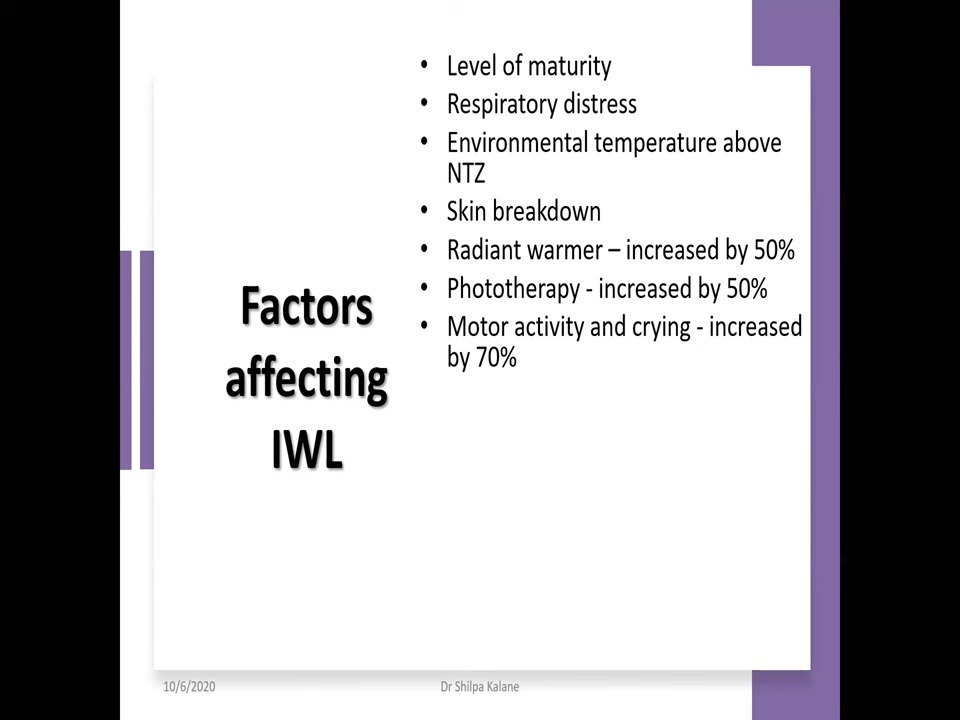 Factors
affecting
IWL
• Level of maturity
• Respiratory distress
• Environmental temperature above
NTZ
• Skin breakdown
• Radiant warmer – increased by 50%
• Phototherapy - increased by 50%
• Motor activity and crying - increased
by 70%
10/6/2020
Dr Shilpa Kalane